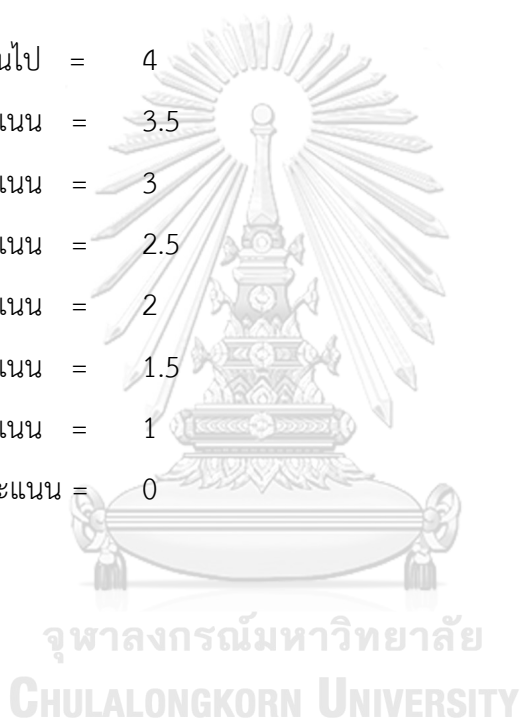 นไป = 4
แนน = 3.5
แนน = 3
แนน = 2.5
แนน = 2
แนน = 1.5
แนน = 1
ะแนน = 0
จุฬาลงกรณ์มหาวิทยาลัย
CHULALONGKORN UNIVERSITY